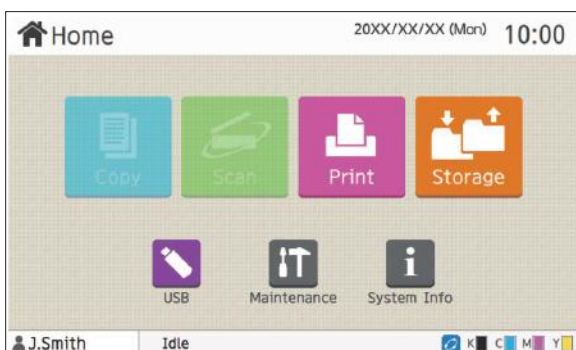 Home 20XX/XX/XX (Mon) 10:00
Copy Scan Print Storage
USB Maintenance System Info
J.Smith Idle K C M Y